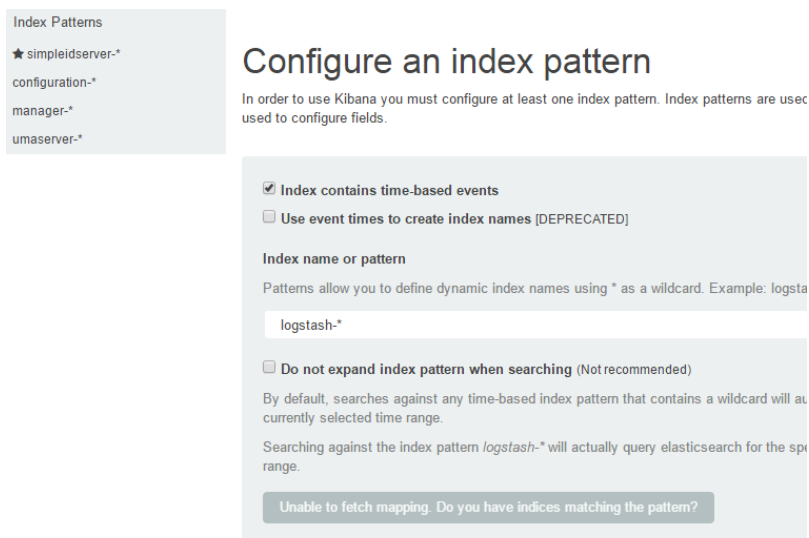 Index Patterns
simpleidserver-*
configuration-*
manager-*
umaserver-*
Configure an index pattern
In order to use Kibana you must configure at least one index pattern. Index patterns are used
used to configure fields.
Index contains time-based events
Use event times to create index names [DEPRECATED]
Index name or pattern
Patterns allow you to define dynamic index names using * as a wildcard. Example: logsta
logstash-*
Do not expand index pattern when searching (Not recommended)
By default, searches against any time-based index pattern that contains a wildcard will au
currently selected time range.
Searching against the index pattern logstash-* will actually query elasticsearch for the spe
range.
Unable to fetch mapping. Do you have indices matching the pattern?